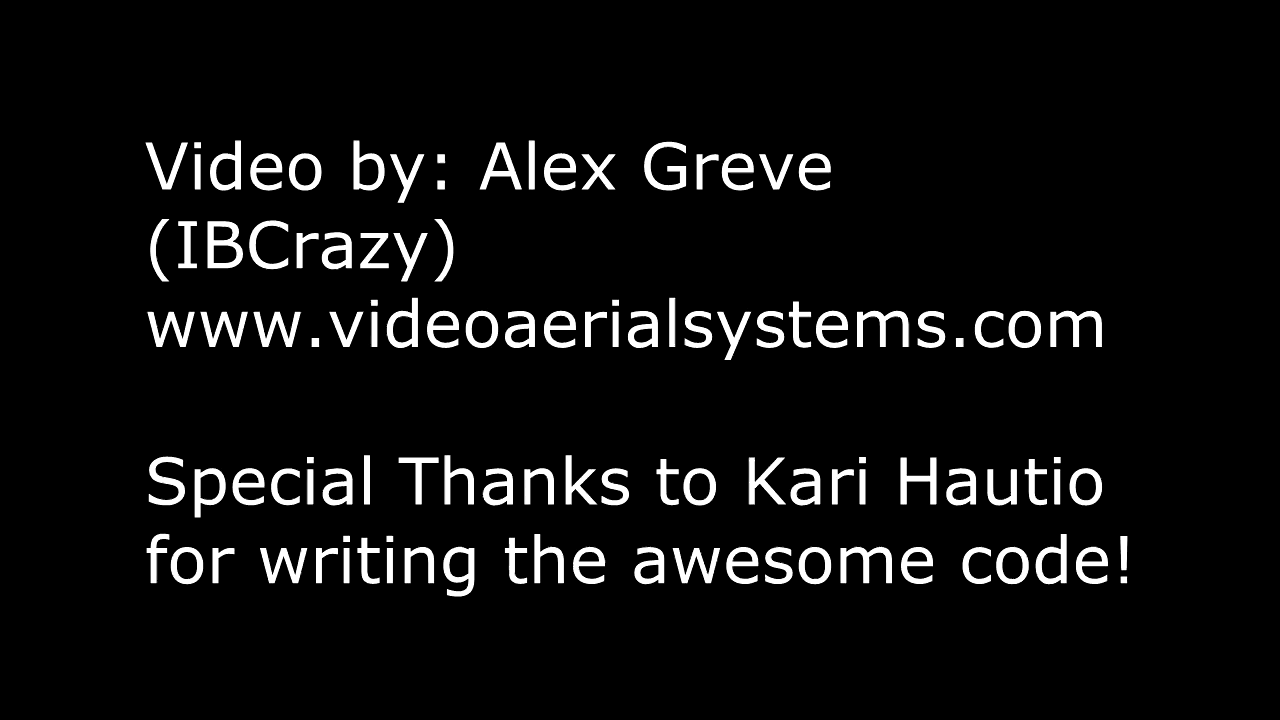 Video by: Alex Greve
(IBCrazy)
www.videoaerialsystems.com
Special Thanks to Kari Hautio
for writing the awesome code!